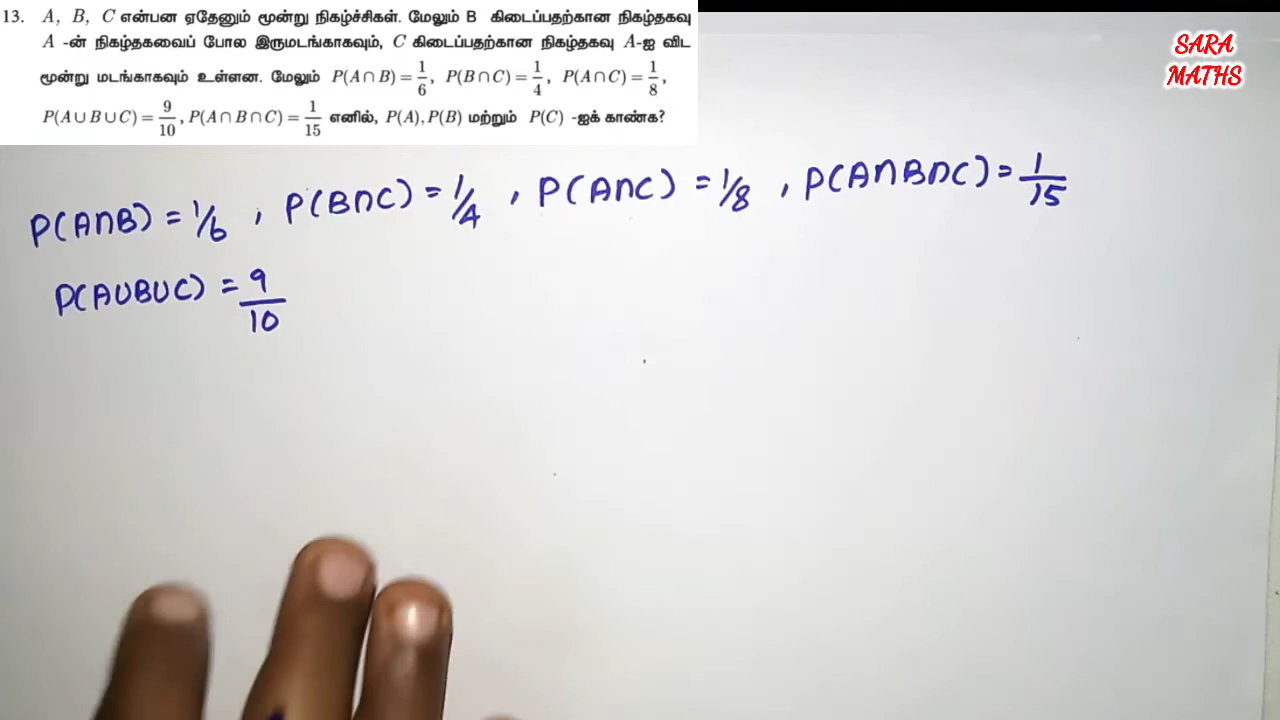 13. A, B, C என்பன ஏதேனும் மூன்று நிகழ்ச்சிகள். மேலும் B கிடைப்பதற்கான நிகழ்தகவு
A -ன் நிகழ்தகவைப் போல இருமடங்காகவும், C கிடைப்பதற்கான நிகழ்தகவு A-ஐ விட
மூன்று மடங்காகவும் உள்ளன. மேலும் P(A∩B) = 1/6, P(B∩C) = 1/4, P(A∩C) = 1/8,
P(A∪B∪C) = 9/10, P(A∩B∩C) = 1/15 எனில், P(A), P(B) மற்றும் P(C) -ஐக் காண்க?
SARA
MATHS
P(A∩B) = 1/6, P(B∩C) = 1/4, P(A∩C) = 1/8, P(A∩B∩C) = 1/15
P(A∪B∪C) = 9/10